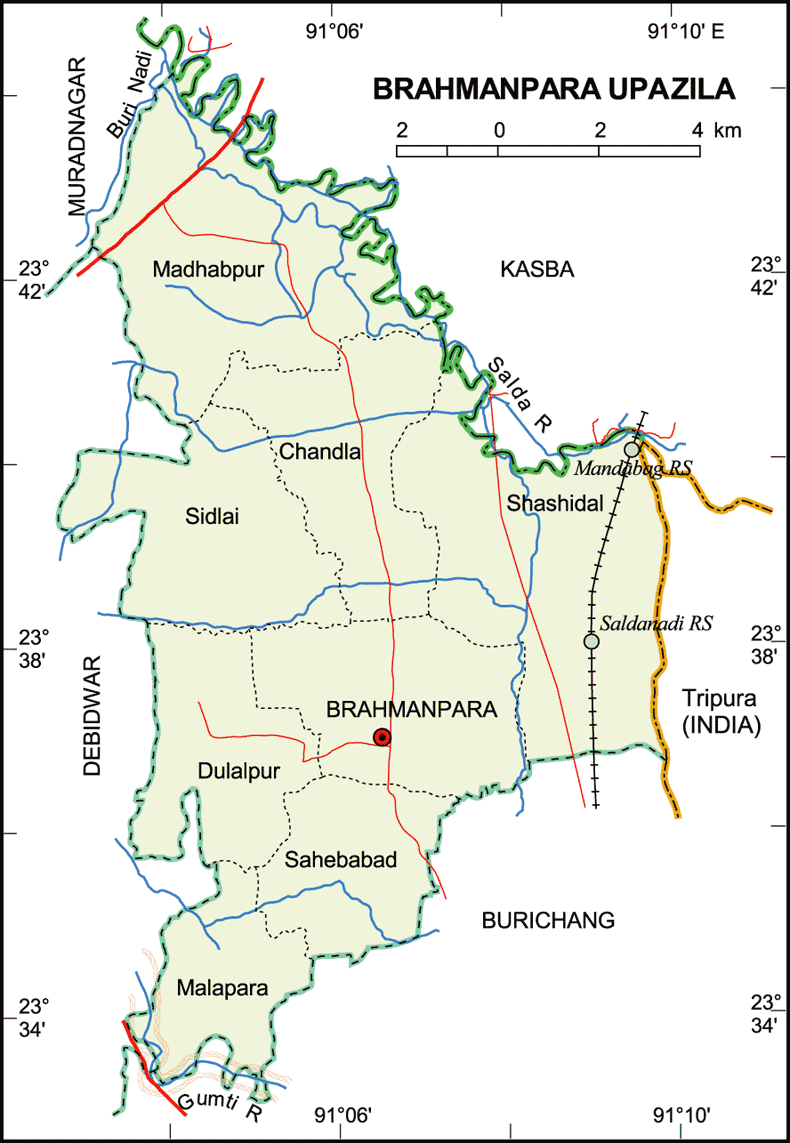 91°06'
91°10' E
BRAHMANPARA UPAZILA
2 0 2 4 km
MURADNAGAR
Buri Nadi
23°
42'
Madhabpur
KASBA
23°
42'
Salda R
Chandla
Mandabag RS
Shashidal
Sidlai
Saldanadi RS
23°
38'
23°
38'
DEBIDWAR
BRAHMANPARA
Tripura
(INDIA)
Dulalpur
Sahebabad
BURICHANG
Malapara
23°
34'
23°
34'
Gumti R
91°06'
91°10'